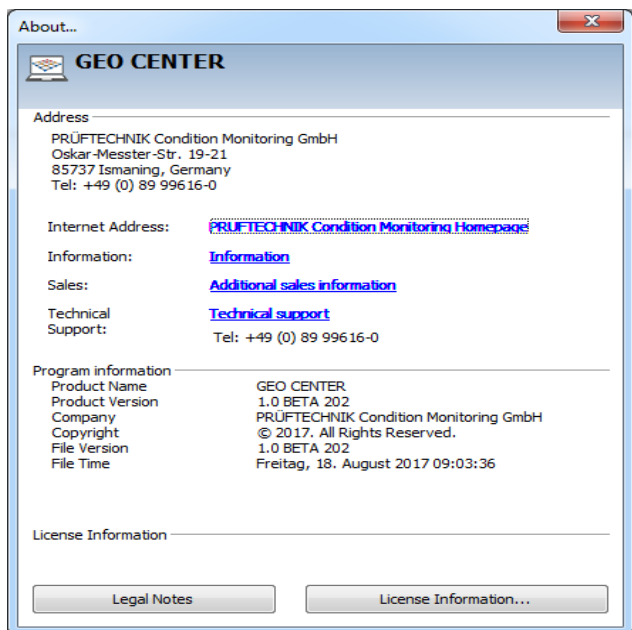 About...
GEO CENTER
Address
PRÜFTECHNIK Condition Monitoring GmbH
Oskar-Messter-Str. 19-21
85737 Ismaning, Germany
Tel: +49 (0) 89 99616-0
Internet Address: PRUFTECHNIK Condition Monitoring Homepage
Information: Information
Sales: Additional sales information
Technical Support: Technical support
Tel: +49 (0) 89 99616-0
Program information
Product Name GEO CENTER
Product Version 1.0 BETA 202
Company PRÜFTECHNIK Condition Monitoring GmbH
Copyright © 2017. All Rights Reserved.
File Version 1.0 BETA 202
File Time Freitag, 18. August 2017 09:03:36
License Information
Legal Notes License Information...